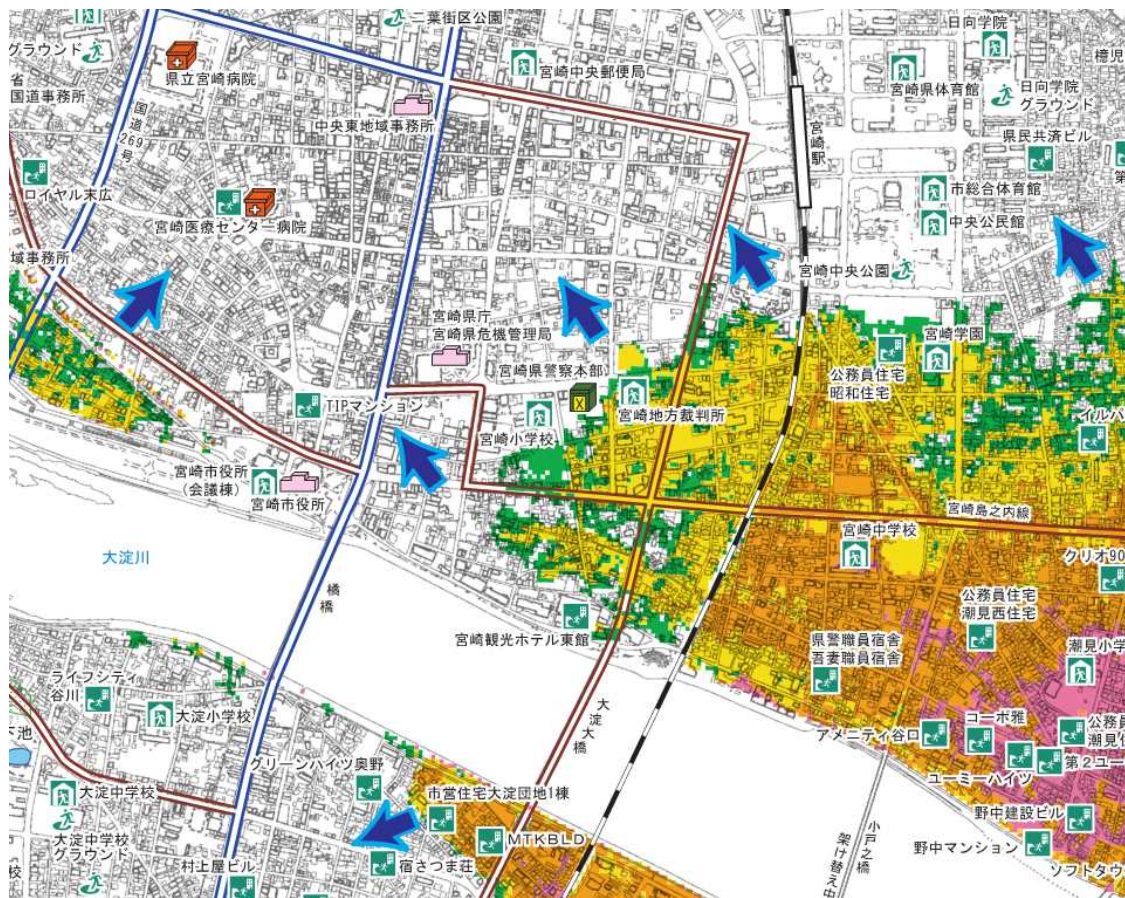 二葉街区公園
グラウンド
県立宮崎病院
省
国道事務所
国道269号
中央東地域事務所
宮崎中央郵便局
宮崎駅
日向学院
宮崎県体育館
日向学院
グラウンド
県民共済ビル
第
ロイヤル末広
宮崎医療センター病院
市総合体育館
中央公民館
域事務所
宮崎中央公園
宮崎県庁
宮崎県危機管理局
宮崎県警察本部
宮崎学園
公務員住宅
昭和住宅
TIPマンション
宮崎小学校
宮崎地方裁判所
イルパ
宮崎市役所
(会議棟)
宮崎市役所
宮崎島之内線
宮崎中学校
大淀川
橘橋
クリオ90
公務員住宅
潮見西住宅
宮崎観光ホテル東館
県警職員宿舎
吾妻職員宿舎
潮見小学
ライフシティ
谷川
大淀小学校
大淀大橋
アメニティ谷口
コーポ雅
公務員
潮見住
下池
グリーンハイツ奥野
ユーミーハイツ
第2ユー
大淀中学校
市営住宅大淀団地1棟
大淀中学校
グラウンド
MTKBLD
小戸之橋
架け替え中
野中建設ビル
野中マンション
校
村上屋ビル
宿さつま荘
ソフトタウ